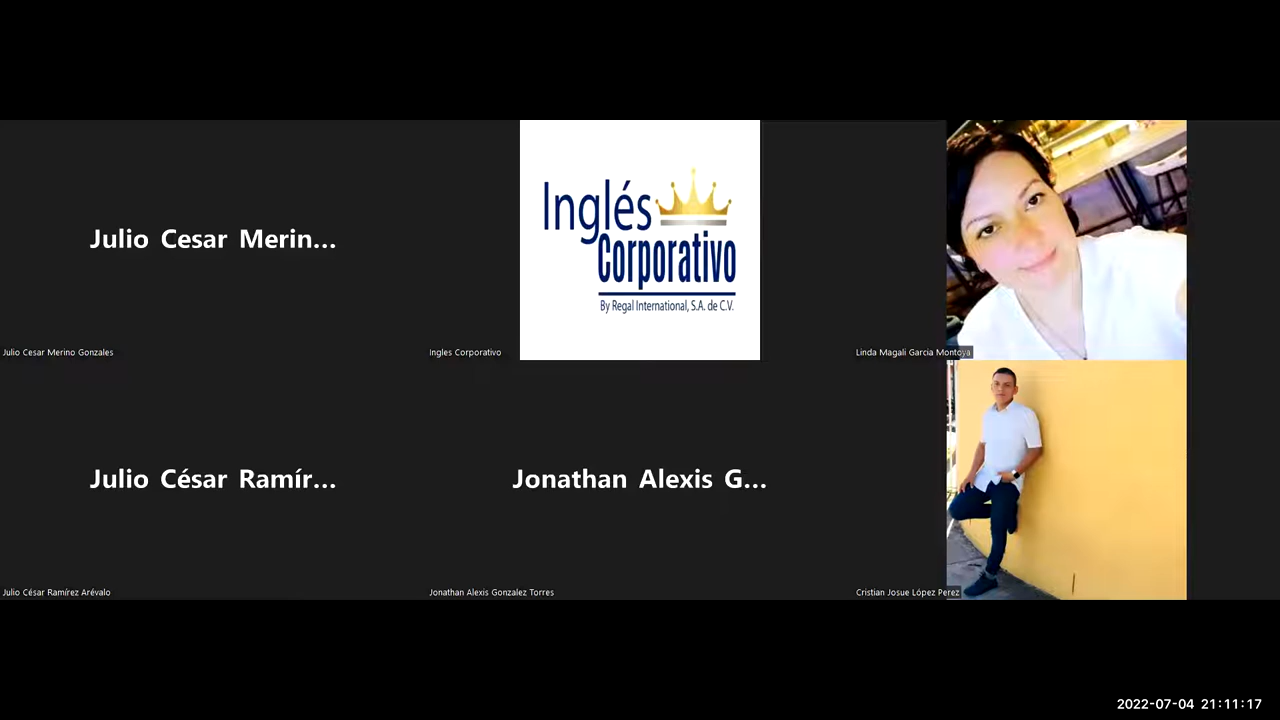 Julio Cesar Merin...
Julio Cesar Merino Gonzales
Inglés
Corporativo
By Regal International, S.A. de C.V.
Ingles Corporativo
Linda Magali Garcia Montoya
Julio César Ramír...
Julio César Ramírez Arévalo
Jonathan Alexis G...
Jonathan Alexis Gonzalez Torres
Cristian Josue López Perez
2022-07-04 21:11:17